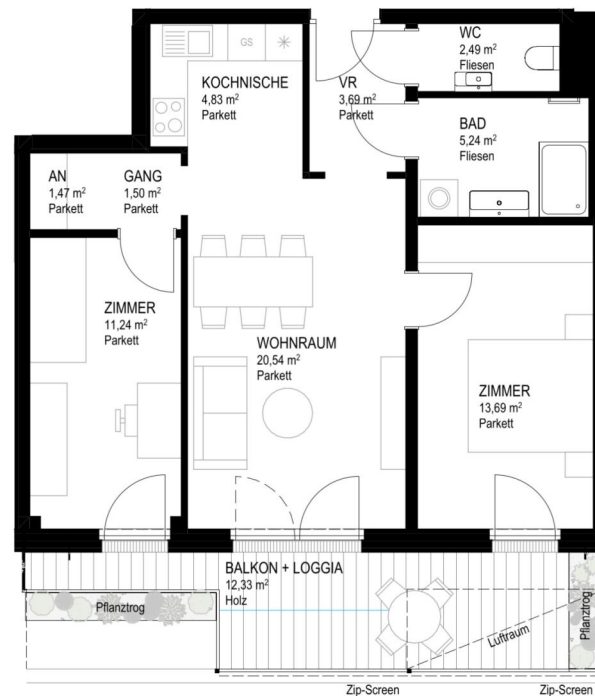 WC
2,49 m²
Fliesen
GS
KOCHNISCHE
4,83 m²
Parkett
VR
3,69 m²
Parkett
BAD
5,24 m²
Fliesen
AN
1,47 m²
Parkett
GANG
1,50 m²
Parkett
ZIMMER
11,24 m²
Parkett
WOHNRAUM
20,54 m²
Parkett
ZIMMER
13,69 m²
Parkett
BALKON + LOGGIA
12,33 m²
Holz
Pflanztrog
Luftraum
Pflanztrog
Zip-Screen
Zip-Screen